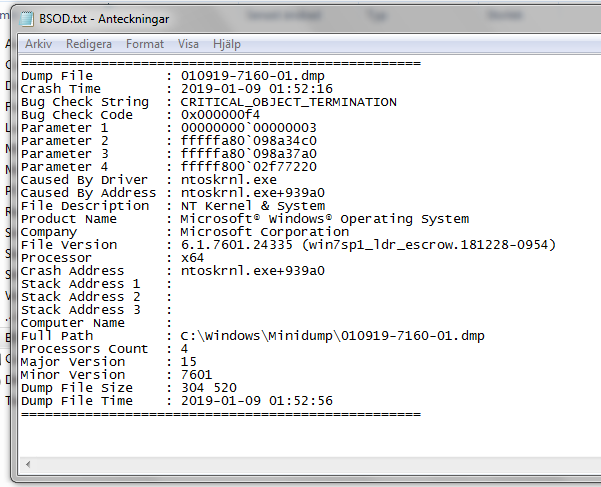 BSOD.txt - Anteckningar
Arkiv Redigera Format Visa Hjälp
==================================================
Dump File         : 010919-7160-01.dmp
Crash Time        : 2019-01-09 01:52:16
Bug Check String  : CRITICAL_OBJECT_TERMINATION
Bug Check Code    : 0x000000f4
Parameter 1       : 00000000`00000003
Parameter 2       : fffffa80`098a34c0
Parameter 3       : fffffa80`098a37a0
Parameter 4       : fffff800`02f77220
Caused By Driver  : ntoskrnl.exe
Caused By Address : ntoskrnl.exe+939a0
File Description  : NT Kernel & System
Product Name      : Microsoft® Windows® Operating System
Company           : Microsoft Corporation
File Version      : 6.1.7601.24335 (win7sp1_ldr_escrow.181228-0954)
Processor         : x64
Crash Address     : ntoskrnl.exe+939a0
Stack Address 1   :
Stack Address 2   :
Stack Address 3   :
Computer Name     :
Full Path         : C:\Windows\Minidump\010919-7160-01.dmp
Processors Count  : 4
Major Version     : 15
Minor Version     : 7601
Dump File Size    : 304 520
Dump File Time    : 2019-01-09 01:52:56
==================================================